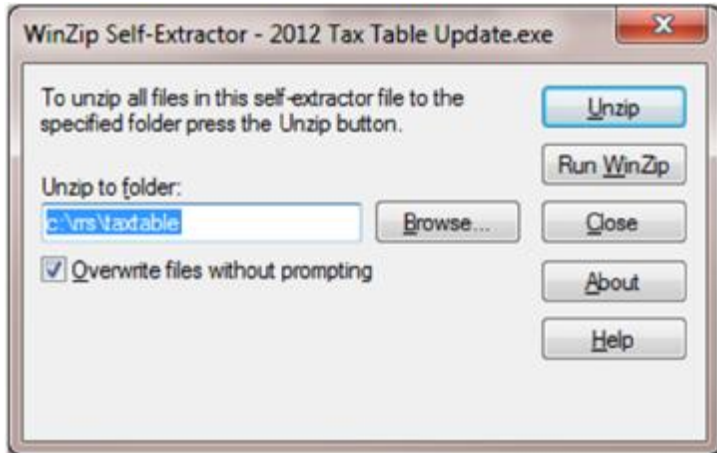 WinZip Self-Extractor - 2012 Tax Table Update.exe
To unzip all files in this self-extractor file to the
specified folder press the Unzip button.
Unzip to folder:
c:\rrs\taxtable
Browse...
Overwrite files without prompting
Unzip
Run WinZip
Close
About
Help